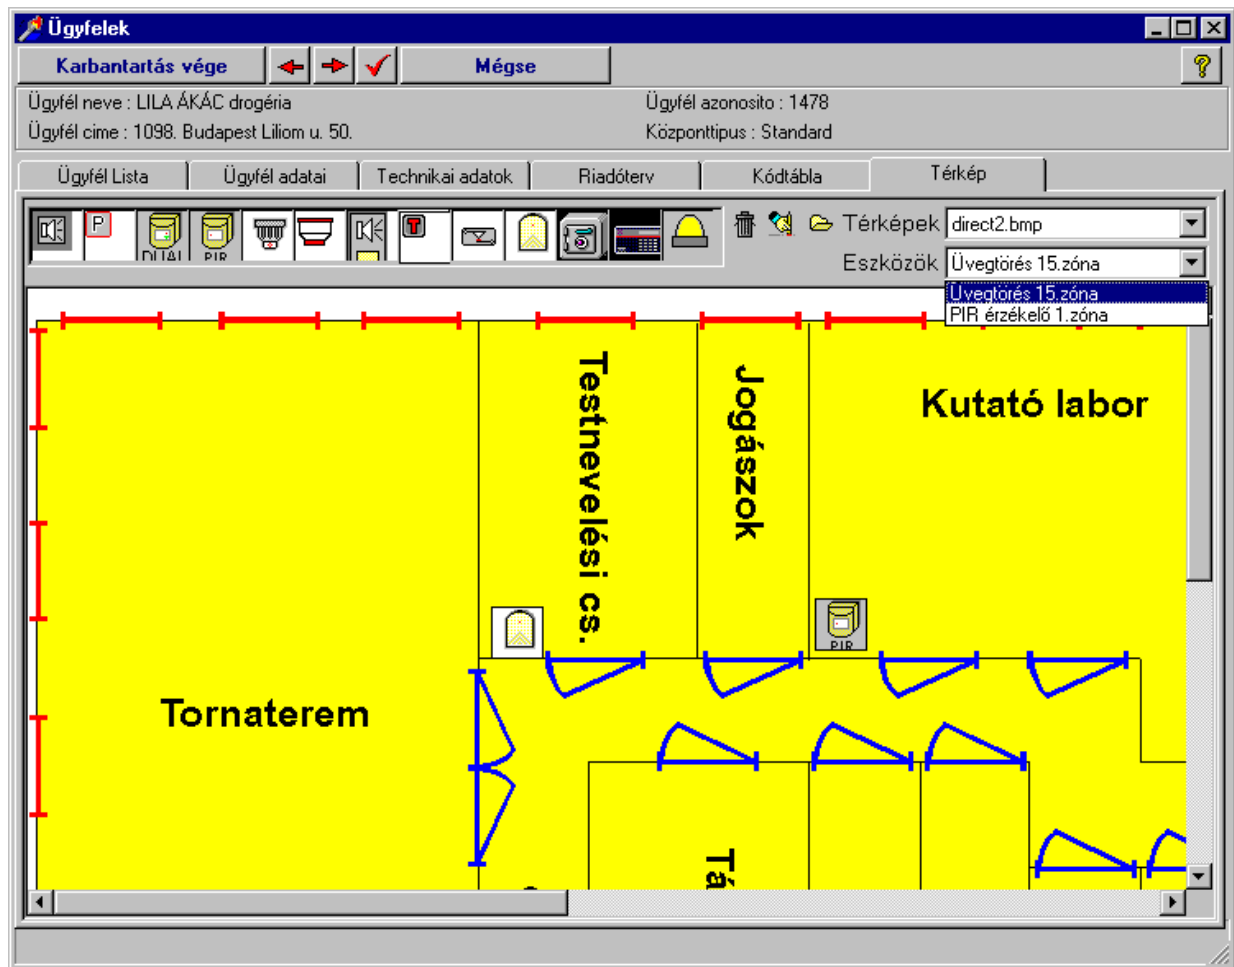 Ügyfelek
Karbantartás vége
Mégse
Ügyfél neve : LILA ÁKÁC drogéria
Ügyfél azonosito : 1478
Ügyfél cime : 1098. Budapest Liliom u. 50.
Központtipus : Standard
Ügyfél Lista
Ügyfél adatai
Technikai adatok
Riadóterv
Kódtábla
Térkép
P
DUAL
PIR
T
Térképek
direct2.bmp
Eszközök
Üvegtörés 15.zóna
Üvegtörés 15.zóna
PIR érzékelő 1.zóna
Testnevelési cs.
Jogászok
Kutató labor
PIR
Tornaterem
Tá